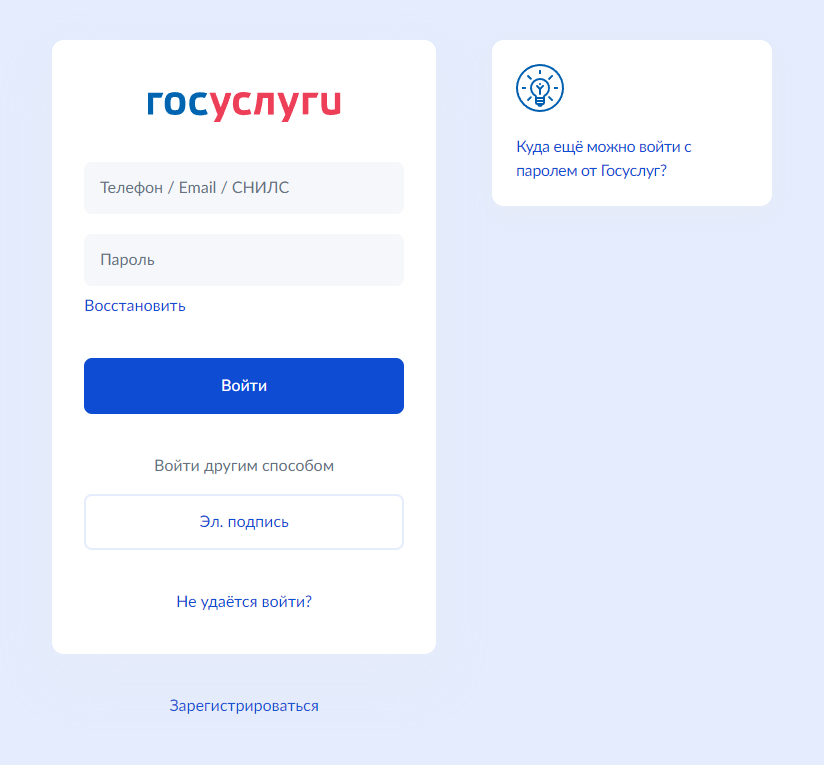 госуслуги
Телефон / Email / СНИЛС
Пароль
Восстановить
Войти
Войти другим способом
Эл. подпись
Не удаётся войти?
Зарегистрироваться
Куда ещё можно войти с
паролем от Госуслуг?